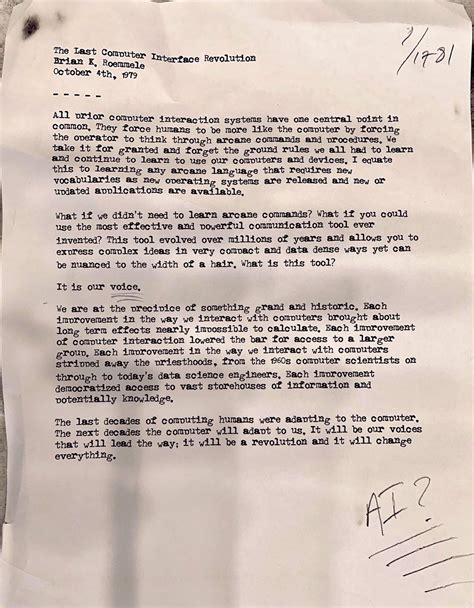 The Last Computer Interface Revolution
Brian K. Roemmele
October 4th, 1979
- - - - -
All prior computer interaction systems have one central point in
common. They force humans to be more like the computer by forcing
the operator to think through arcane commands and procedures. We
take it for granted and forget the ground rules we all had to learn
and continue to learn to use our computers and devices. I equate
this to learning any arcane language that requires new
vocabularies as new operating systems are released and new or
updated applications are available.
What if we didn't need to learn arcane commands? What if you could
use the most effective and powerful communication tool ever
invented? This tool evolved over millions of years and allows you to
express complex ideas in very compact and data dense ways yet can
be nuanced to the width of a hair. What is this tool?
It is our voice.
We are at the precipice of something grand and historic. Each
improvement in the way we interact with computers brought about
long term effects nearly impossible to calculate. Each improvement
of computer interaction lowered the bar for access to a larger
group. Each improvement in the way we interact with computers
stripped away the priesthoods, from the 1960s computer scientists on
through to today's data science engineers. Each improvement
democratized access to vast storehouses of information and
potentially knowledge.
The last decades of computing humans were adapting to the computer.
The next decades the computer will adapt to us. It will be our voices
that will lead the way; it will be a revolution and it will change
everything.
AI?